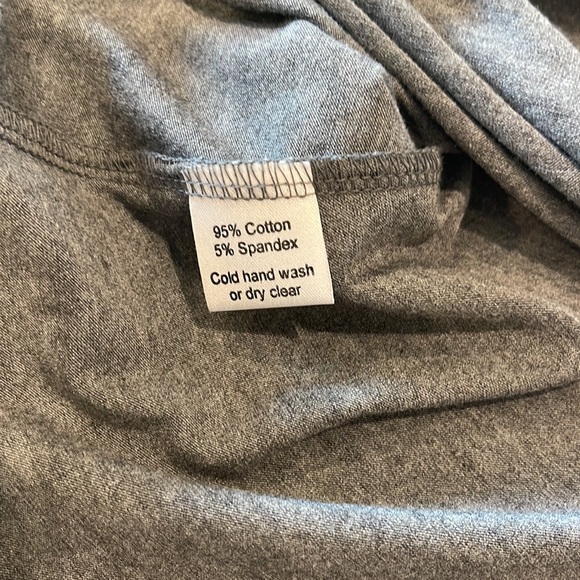 95% Cotton
5% Spandex
Cold hand wash
or dry clear